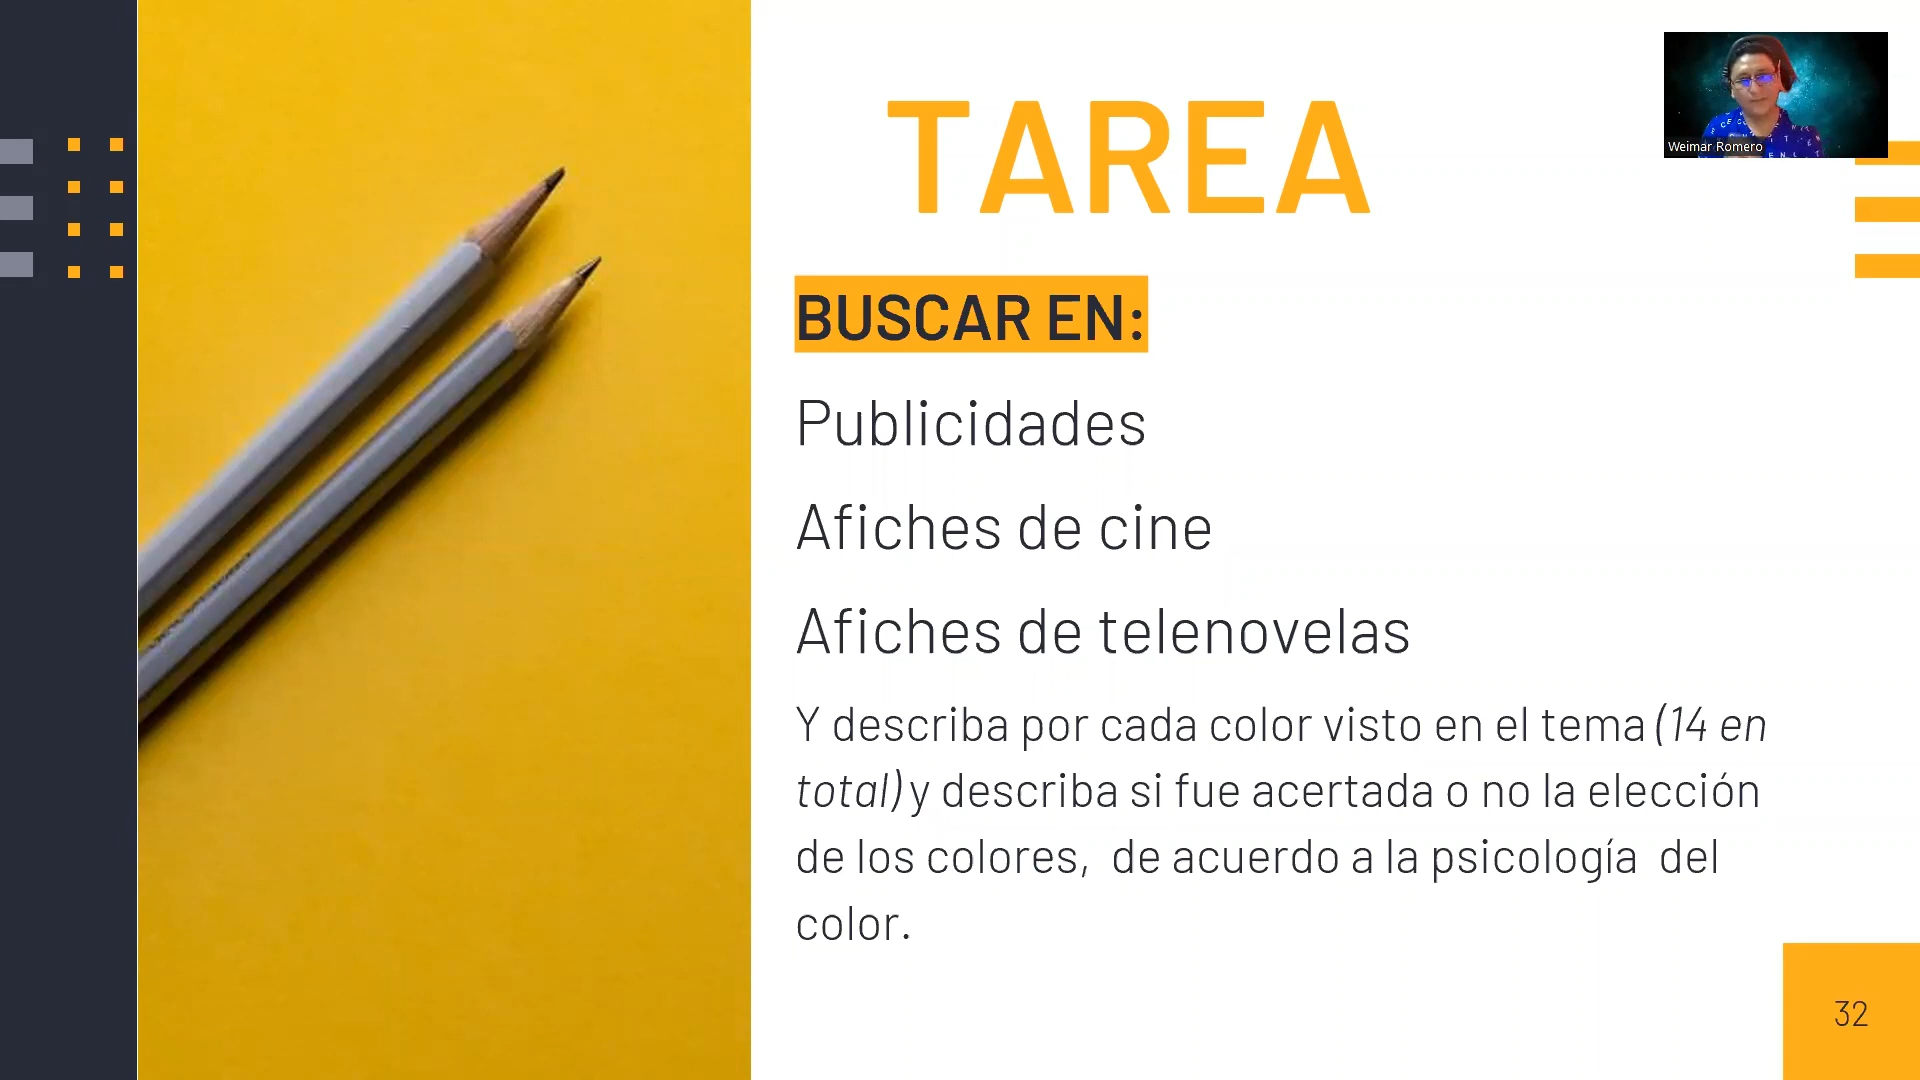 TAREA
Weimar Romero
BUSCAR EN:
Publicidades
Afiches de cine
Afiches de telenovelas
Y describa por cada color visto en el tema (14 en
total) y describa si fue acertada o no la elección
de los colores,  de acuerdo a la psicología  del
color.
32